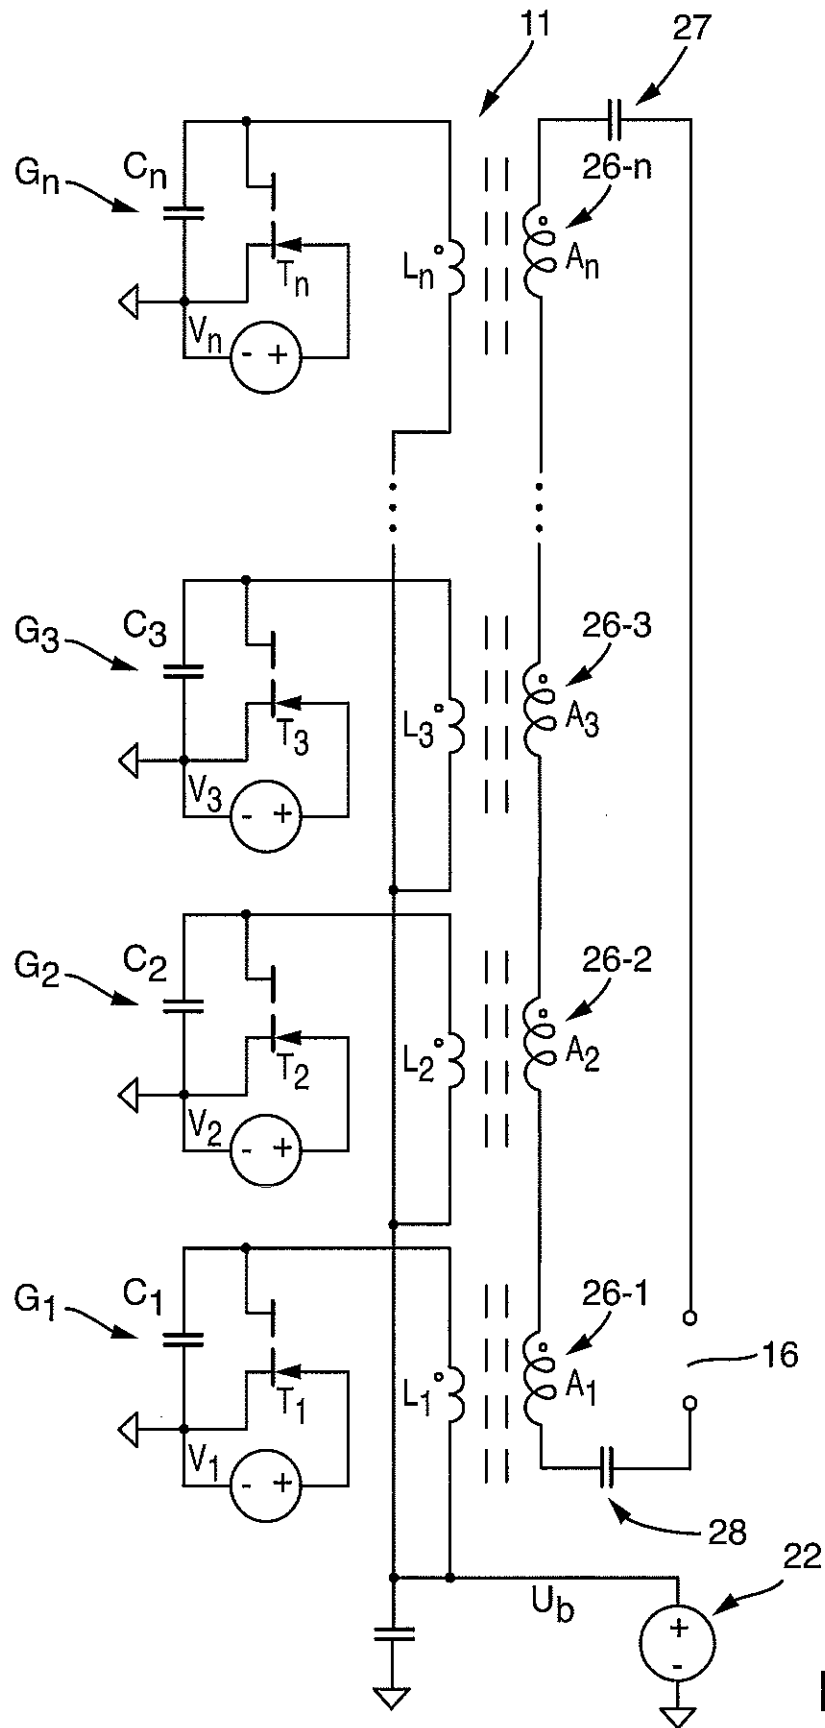 11
27
Gn
Cn
26-n
Ln
An
Tn
Vn
- +
G3
C3
26-3
L3
A3
T3
V3
- +
G2
C2
26-2
L2
A2
T2
V2
- +
G1
C1
26-1
16
L1
A1
T1
V1
- +
28
22
Ub
+
-